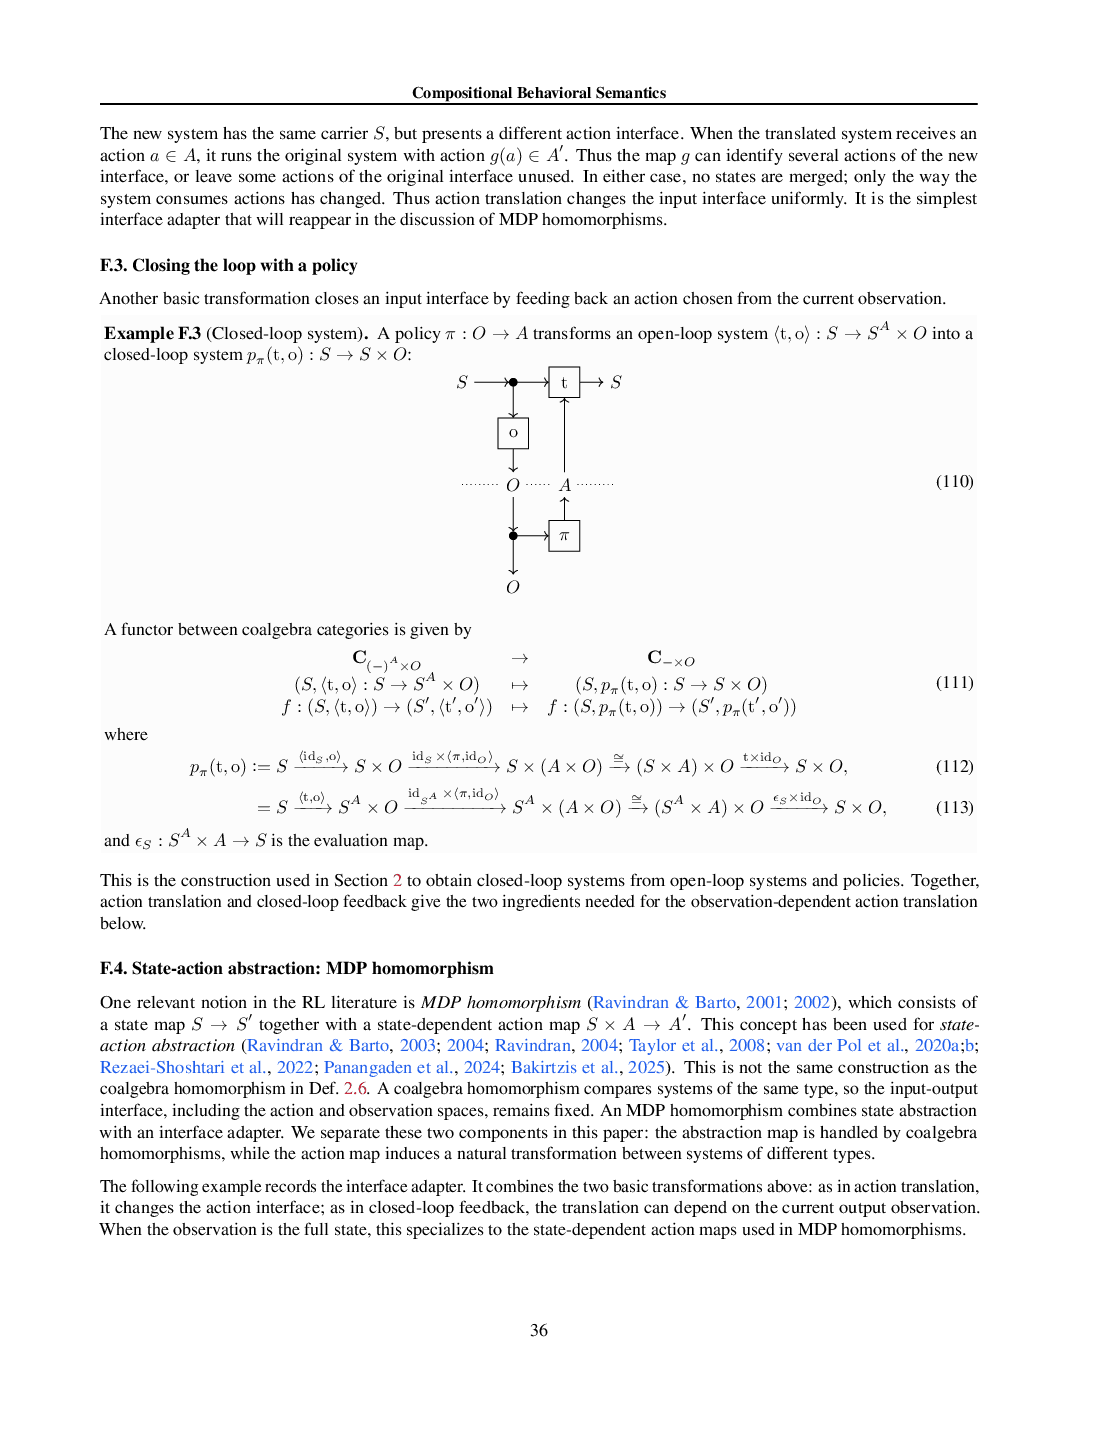 Compositional Behavioral Semantics
The new system has the same carrier S, but presents a different action interface. When the translated system receives an
action a ∈ A, it runs the original system with action g(a) ∈ A′. Thus the map g can identify several actions of the new
interface, or leave some actions of the original interface unused. In either case, no states are merged; only the way the
system consumes actions has changed. Thus action translation changes the input interface uniformly. It is the simplest
interface adapter that will reappear in the discussion of MDP homomorphisms.
F.3. Closing the loop with a policy
Another basic transformation closes an input interface by feeding back an action chosen from the current observation.
Example F.3 (Closed-loop system). A policy π : O → A transforms an open-loop system ⟨t, o⟩ : S → S^A × O into a
closed-loop system p_π(t, o) : S → S × O:
S t S
o
O A (110)
π
O
A functor between coalgebra categories is given by
C_{(−)^A×O} → C_{−×O}
(S, ⟨t, o⟩ : S → S^A × O) ↦ (S, p_π(t, o) : S → S × O) (111)
f : (S, ⟨t, o⟩) → (S′, ⟨t′, o′⟩) ↦ f : (S, p_π(t, o)) → (S′, p_π(t′, o′))
where
p_π(t, o) := S —⟨id_S,o⟩→ S × O —id_S×⟨π,id_O⟩→ S × (A × O) —≅→ (S × A) × O —t×id_O→ S × O, (112)
= S —⟨t,o⟩→ S^A × O —id_{S^A}×⟨π,id_O⟩→ S^A × (A × O) —≅→ (S^A × A) × O —ϵ_S×id_O→ S × O, (113)
and ϵ_S : S^A × A → S is the evaluation map.
This is the construction used in Section 2 to obtain closed-loop systems from open-loop systems and policies. Together,
action translation and closed-loop feedback give the two ingredients needed for the observation-dependent action translation
below.
F.4. State-action abstraction: MDP homomorphism
One relevant notion in the RL literature is MDP homomorphism (Ravindran & Barto, 2001; 2002), which consists of
a state map S → S′ together with a state-dependent action map S × A → A′. This concept has been used for state-
action abstraction (Ravindran & Barto, 2003; 2004; Ravindran, 2004; Taylor et al., 2008; van der Pol et al., 2020a;b;
Rezaei-Shoshtari et al., 2022; Panangaden et al., 2024; Bakirtzis et al., 2025). This is not the same construction as the
coalgebra homomorphism in Def. 2.6. A coalgebra homomorphism compares systems of the same type, so the input-output
interface, including the action and observation spaces, remains fixed. An MDP homomorphism combines state abstraction
with an interface adapter. We separate these two components in this paper: the abstraction map is handled by coalgebra
homomorphisms, while the action map induces a natural transformation between systems of different types.
The following example records the interface adapter. It combines the two basic transformations above: as in action translation,
it changes the action interface; as in closed-loop feedback, the translation can depend on the current output observation.
When the observation is the full state, this specializes to the state-dependent action maps used in MDP homomorphisms.
36